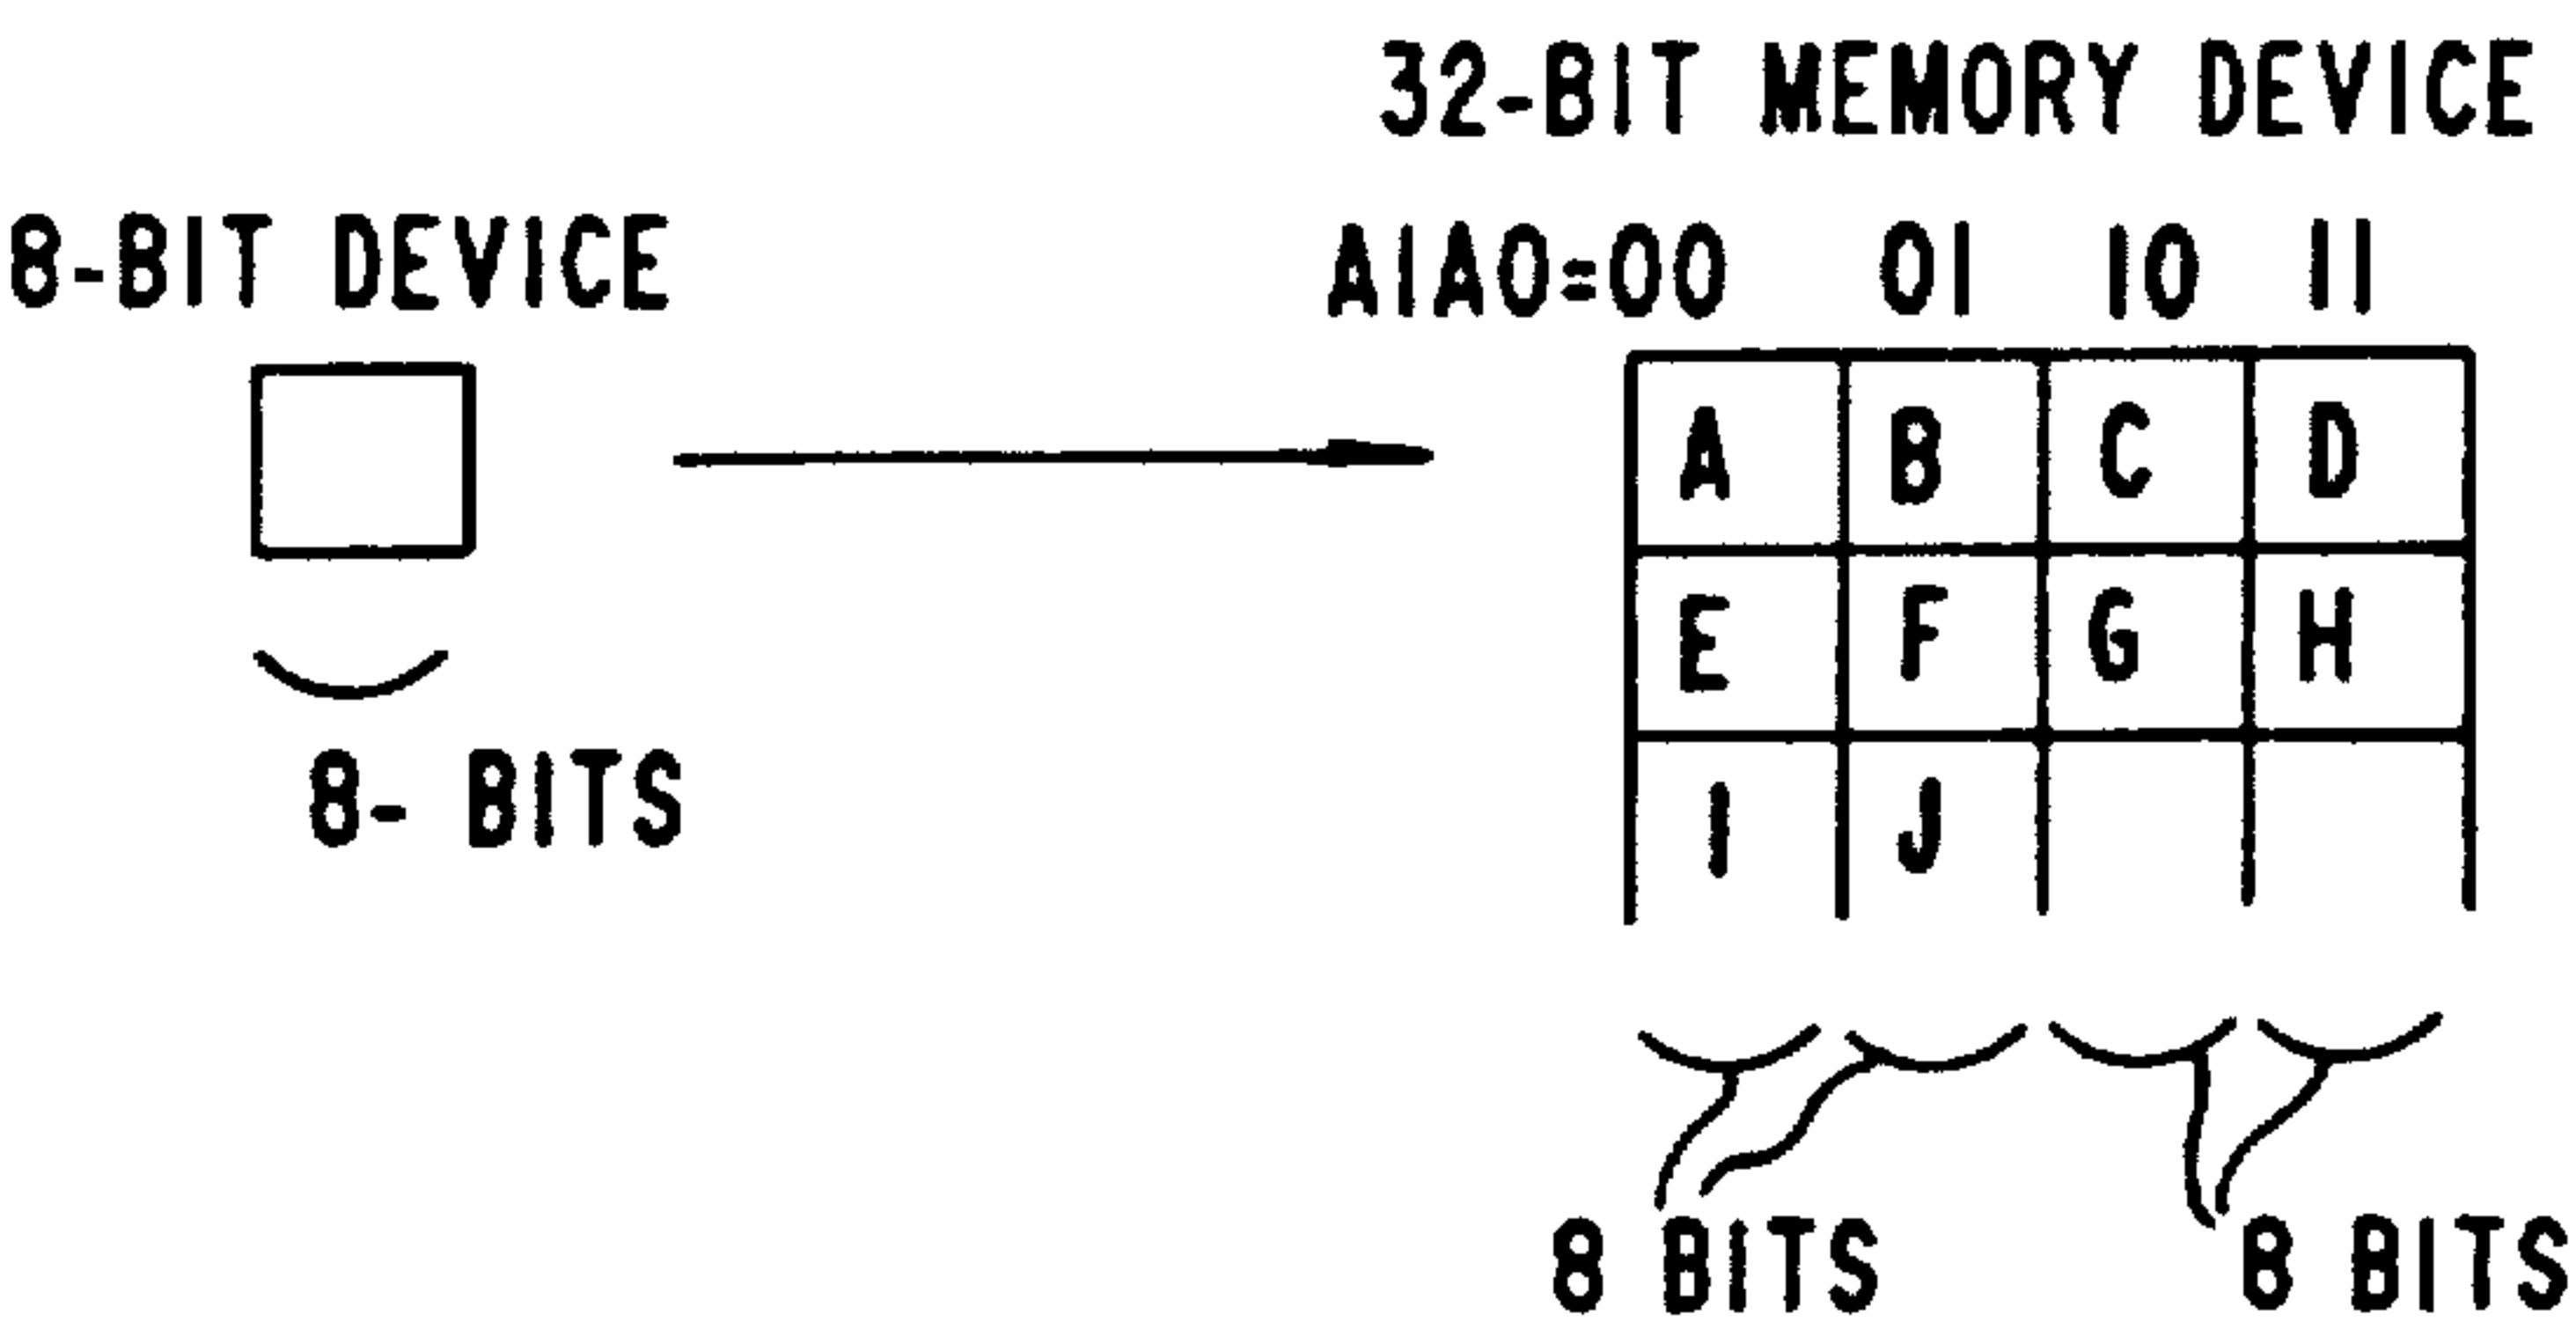 32-BIT MEMORY DEVICE
8-BIT DEVICE
A1A0=00 01 10 11
A B C D
E F G H
I J
8- BITS
8 BITS 8 BITS